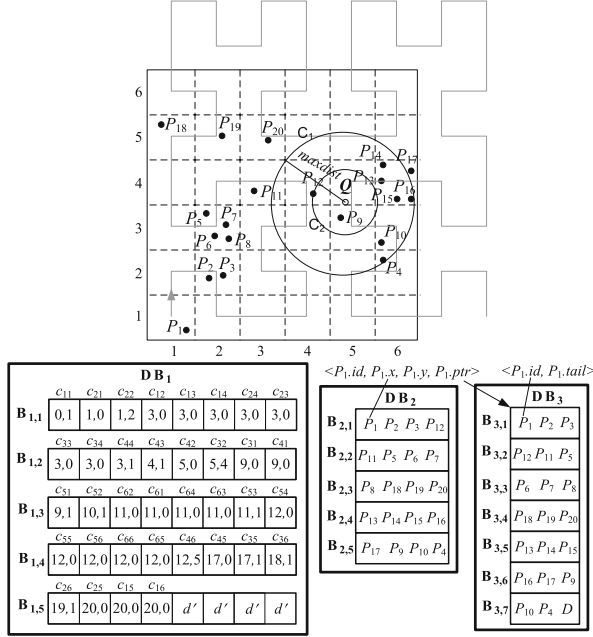 6
5
4
3
2
1
1 2 3 4 5 6
P18 P19 P20 C1
maxdist
P14 P17
P12 Q P13
P11 P15 P16
P5 P7 C2 P9
P6 P8 P10
P2 P3 P4
P1
<P1.id, P1.x, P1.y, P1.ptr> <P1.id, P1.tail>
DB1
c11 c21 c22 c12 c13 c14 c24 c23
B1,1 0,1 1,0 1,2 3,0 3,0 3,0 3,0 3,0
c33 c34 c44 c43 c42 c32 c31 c41
B1,2 3,0 3,0 3,1 4,1 5,0 5,4 9,0 9,0
c51 c52 c62 c61 c64 c63 c53 c54
B1,3 9,1 10,1 11,0 11,0 11,0 11,0 11,1 12,0
c55 c56 c66 c65 c46 c45 c35 c36
B1,4 12,0 12,0 12,0 12,0 12,5 17,0 17,1 18,1
c26 c25 c15 c16
B1,5 19,1 20,0 20,0 20,0 d′ d′ d′ d′
DB2
B2,1 P1 P2 P3 P12
B2,2 P11 P5 P6 P7
B2,3 P8 P18 P19 P20
B2,4 P13 P14 P15 P16
B2,5 P17 P9 P10 P4
DB3
B3,1 P1 P2 P3
B3,2 P12 P11 P5
B3,3 P6 P7 P8
B3,4 P18 P19 P20
B3,5 P13 P14 P15
B3,6 P16 P17 P9
B3,7 P10 P4 D